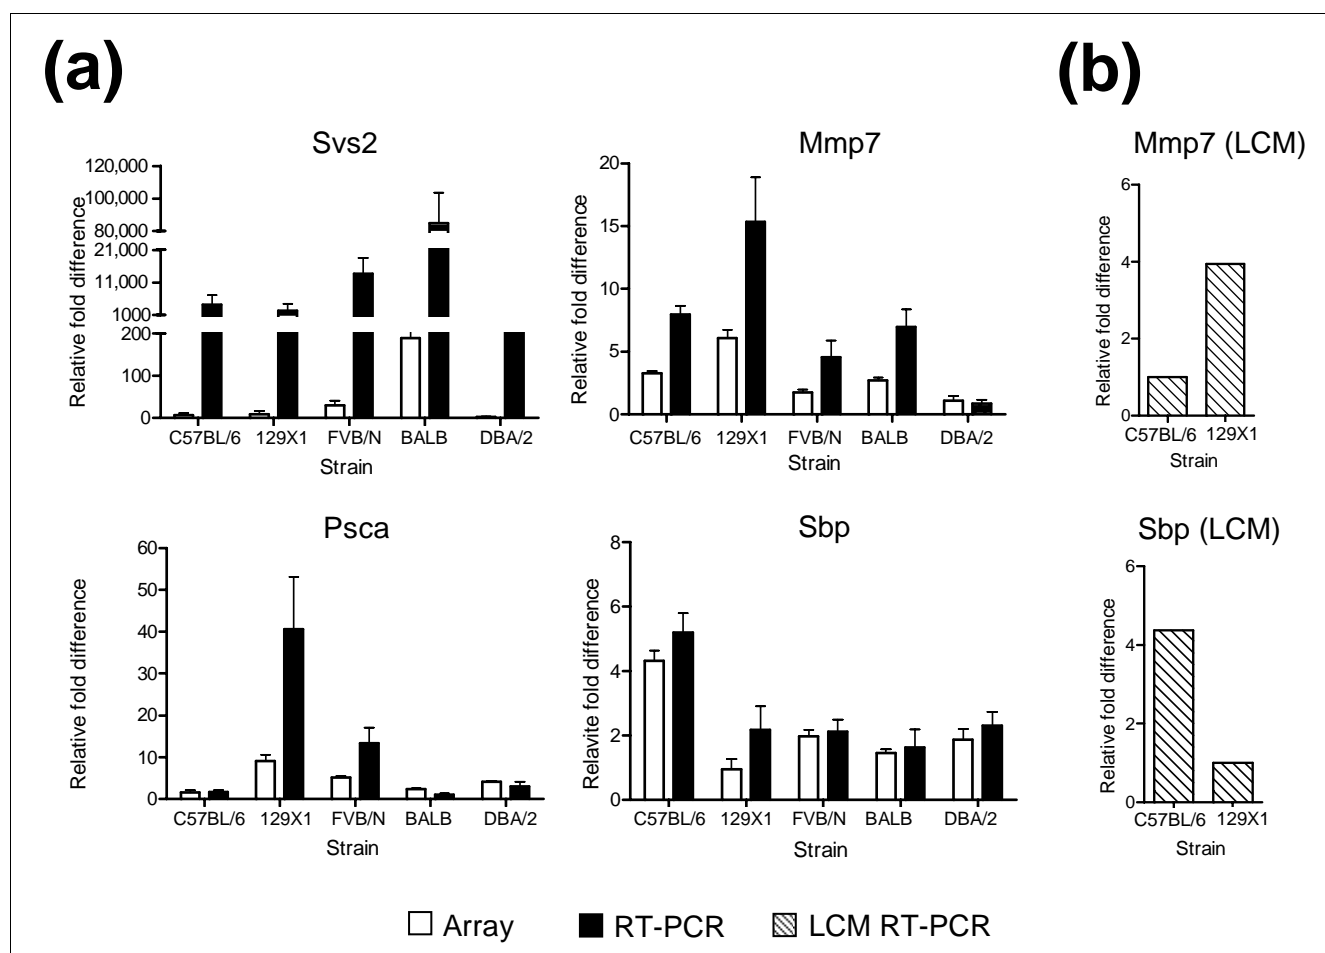 (a)
(b)
Svs2
Relative fold difference
120,000
100,000
80,000
21,000
11,000
1000
200
100
0
C57BL/6 129X1 FVB/N BALB DBA/2
Strain
Mmp7
Relative fold difference
20
15
10
5
0
C57BL/6 129X1 FVB/N BALB DBA/2
Strain
Mmp7 (LCM)
Relative fold difference
6
4
2
0
C57BL/6 129X1
Strain
Psca
Relative fold difference
60
50
40
30
20
10
0
C57BL/6 129X1 FVB/N BALB DBA/2
Strain
Sbp
Relavite fold difference
8
6
4
2
0
C57BL/6 129X1 FVB/N BALB DBA/2
Strain
Sbp (LCM)
Relative fold difference
6
4
2
0
C57BL/6 129X1
Strain
Array RT-PCR LCM RT-PCR